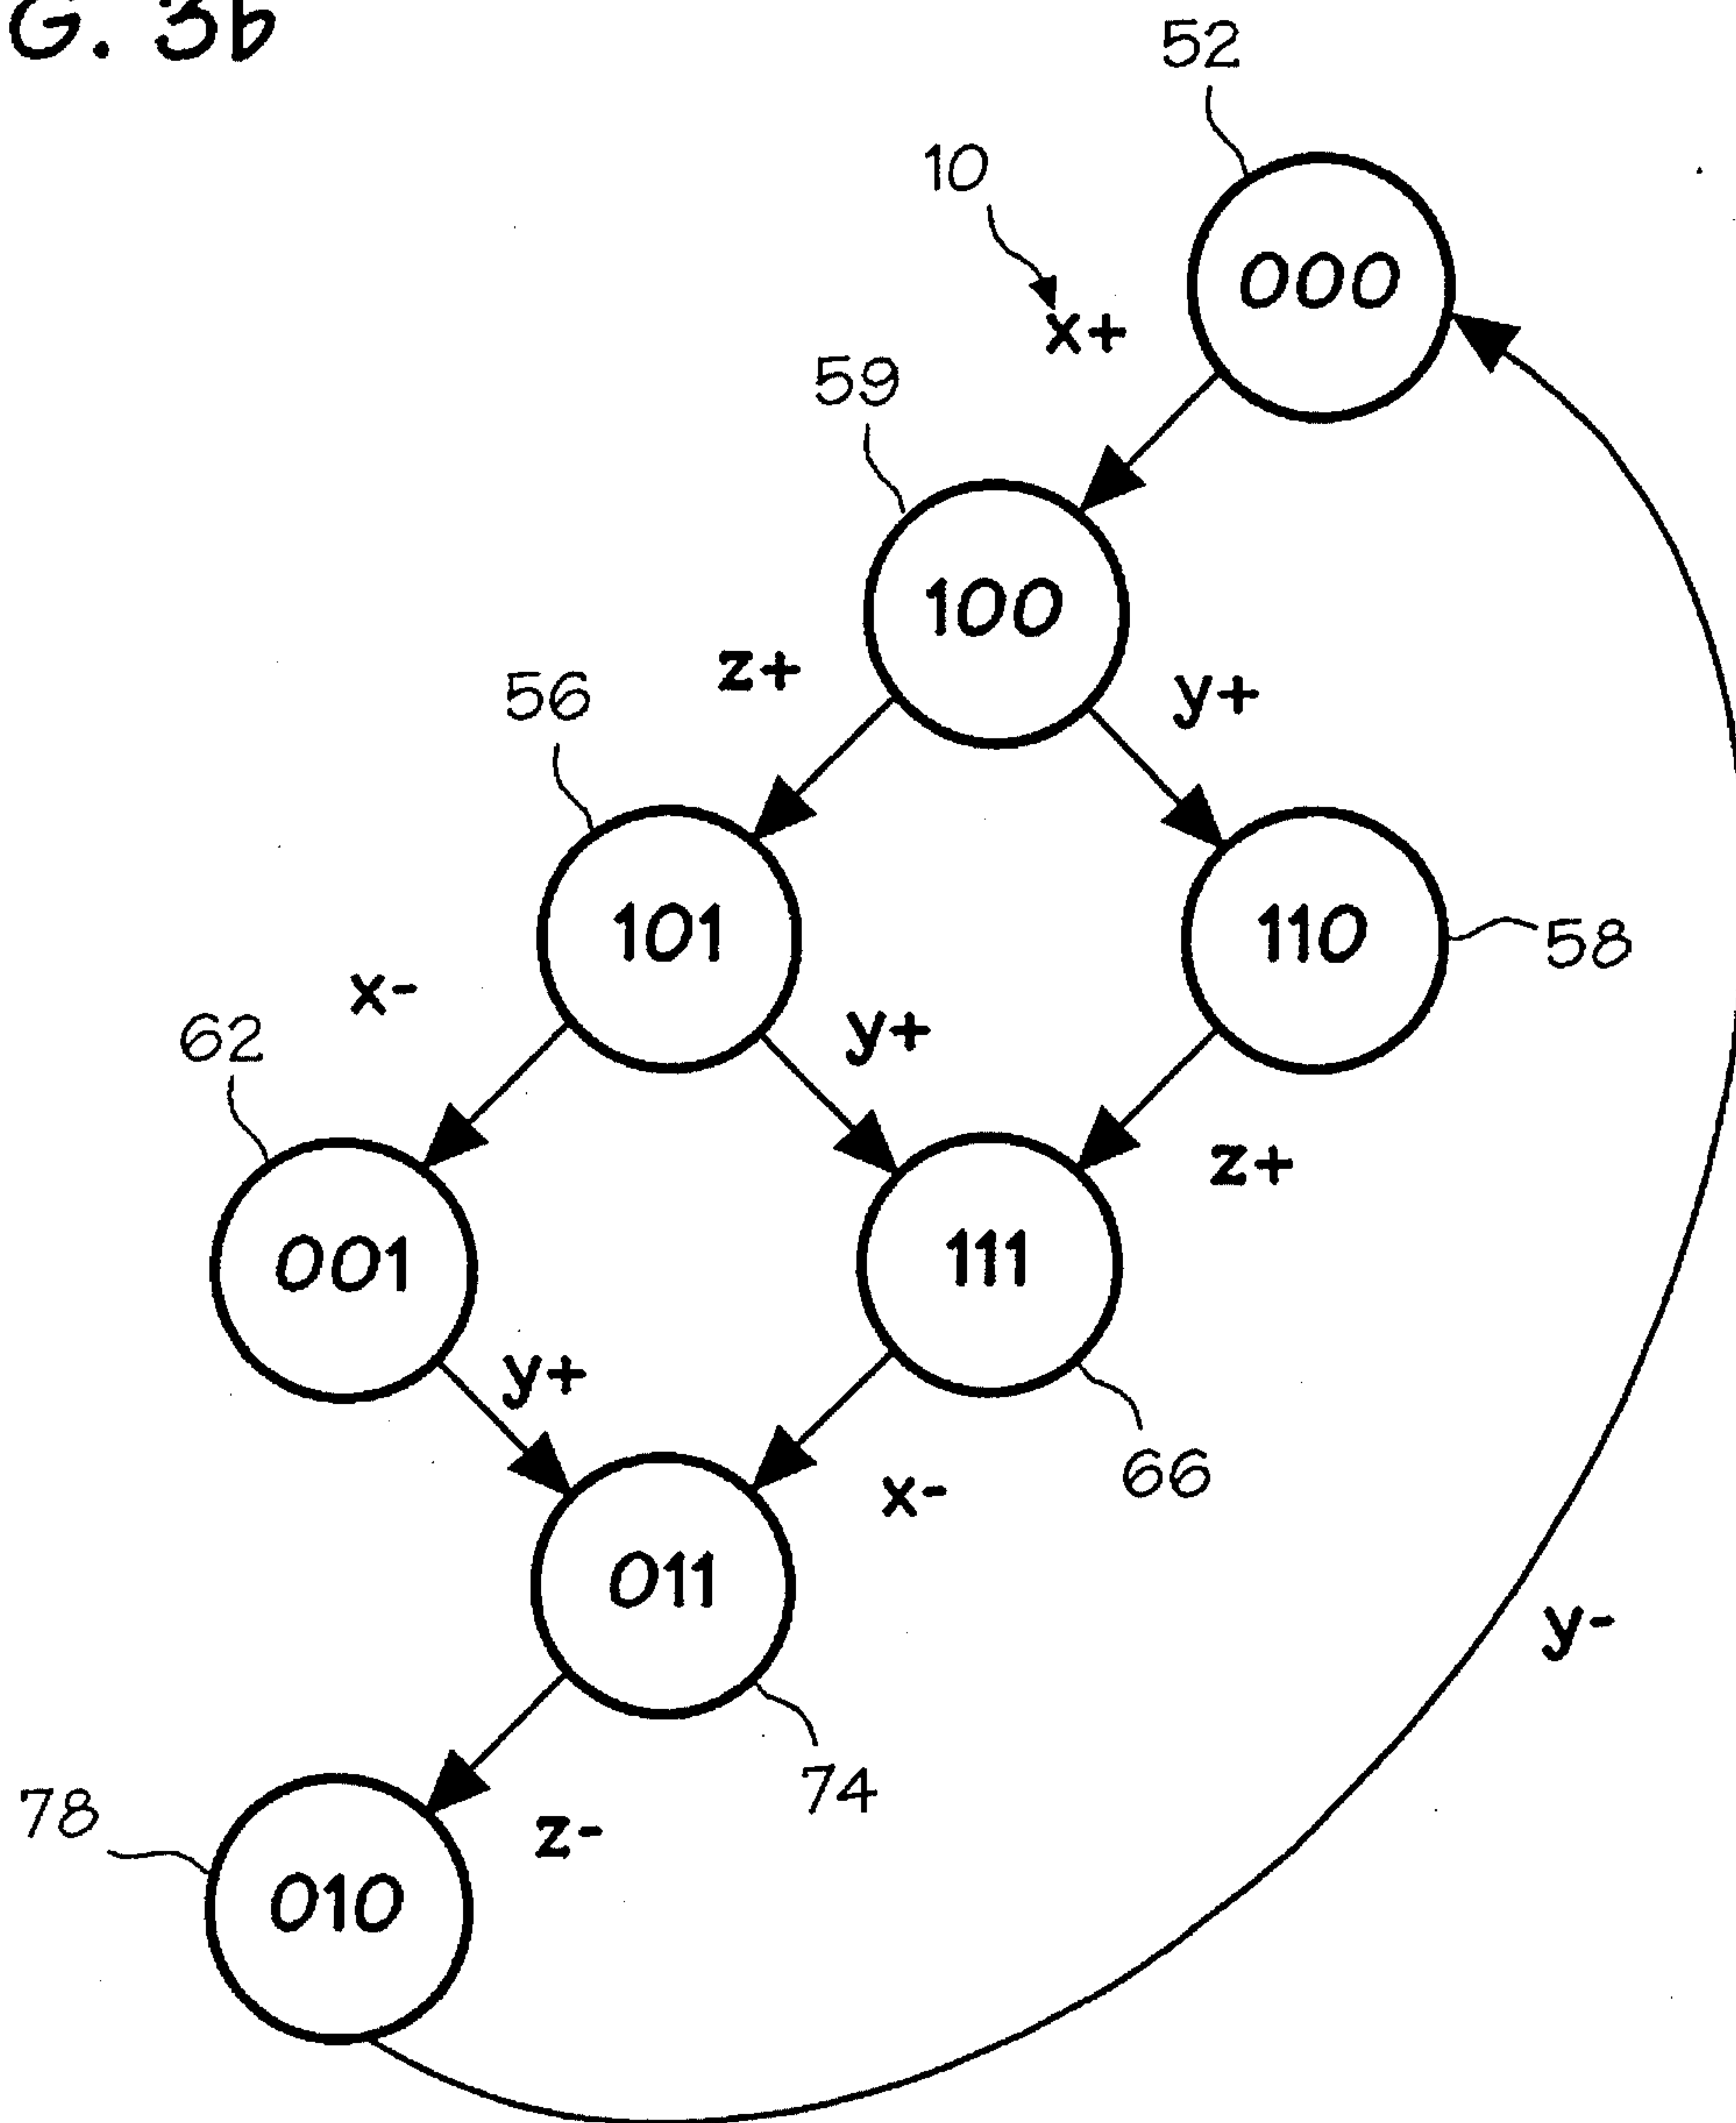 G. 3b
52
10
000
x+
59
100
z+
y+
56
101
110
58
x-
y+
62
z+
001
111
y+
66
x-
011
y-
74
78
z-
010